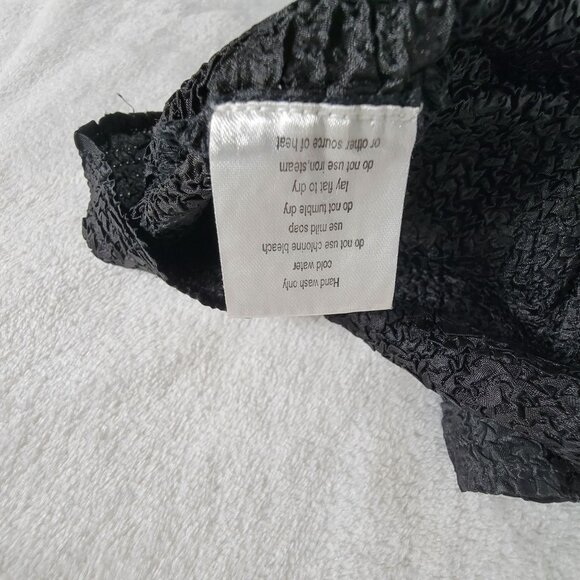 Hand wash only
cold water
do not use chlorine bleach
use mild soap
do not tumble dry
lay flat to dry
do not use iron,steam
or other source of heat